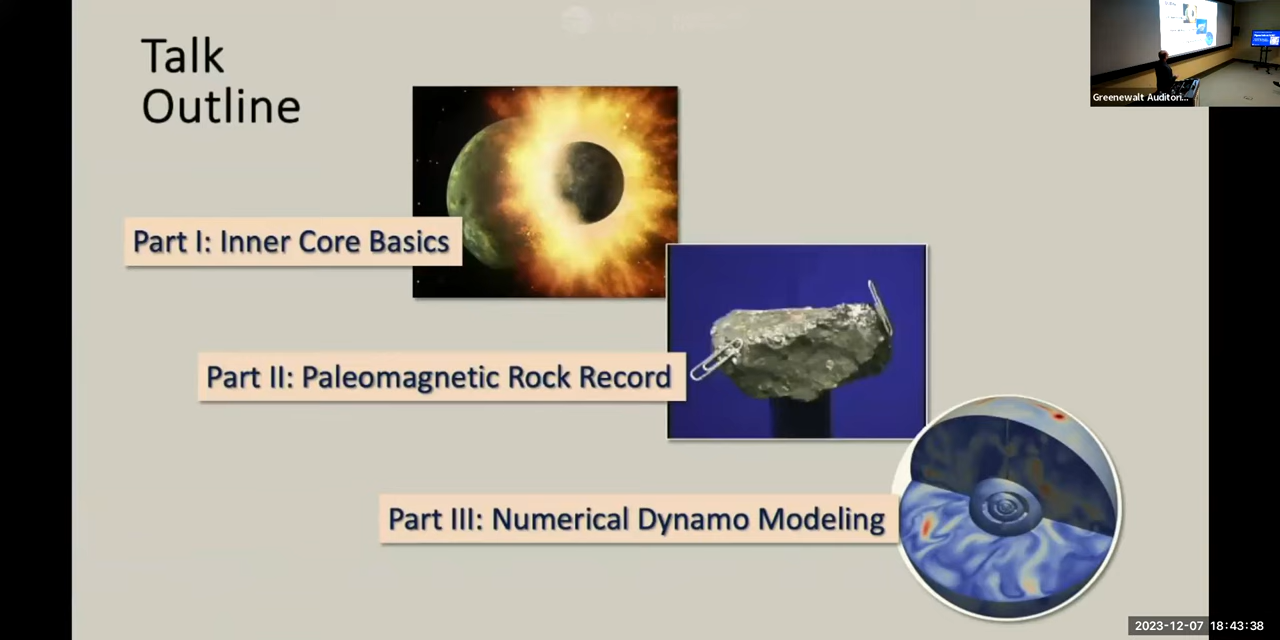 Talk
Outline
Greenewalt Auditori...
Part I: Inner Core Basics
Part II: Paleomagnetic Rock Record
Part III: Numerical Dynamo Modeling
2023-12-07 18:43:38